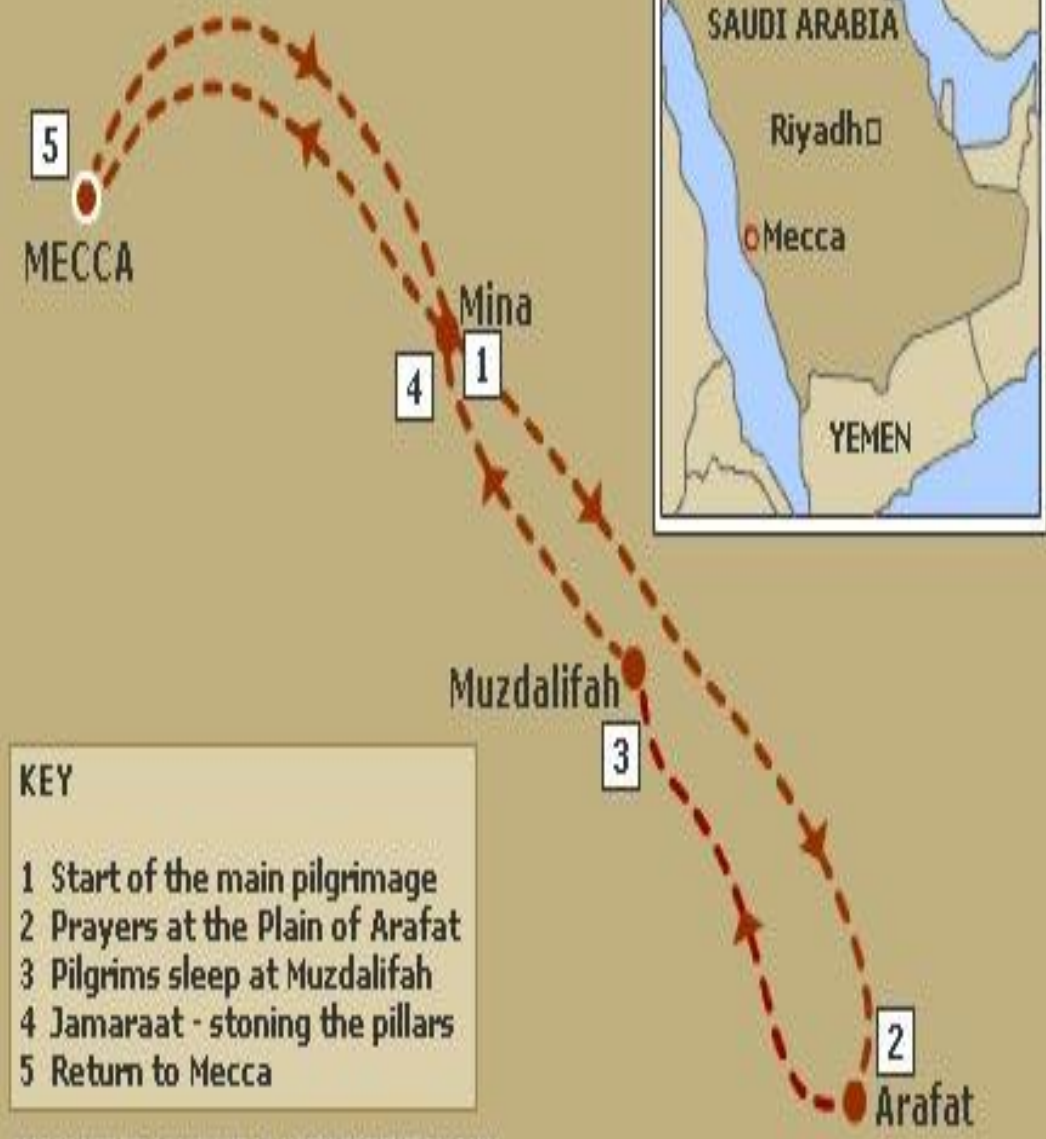 SAUDI ARABIA
Riyadh
Mecca
YEMEN
5
MECCA
Mina
1
4
Muzdalifah
3
2
Arafat
KEY
1 Start of the main pilgrimage
2 Prayers at the Plain of Arafat
3 Pilgrims sleep at Muzdalifah
4 Jamaraat - stoning the pillars
5 Return to Mecca